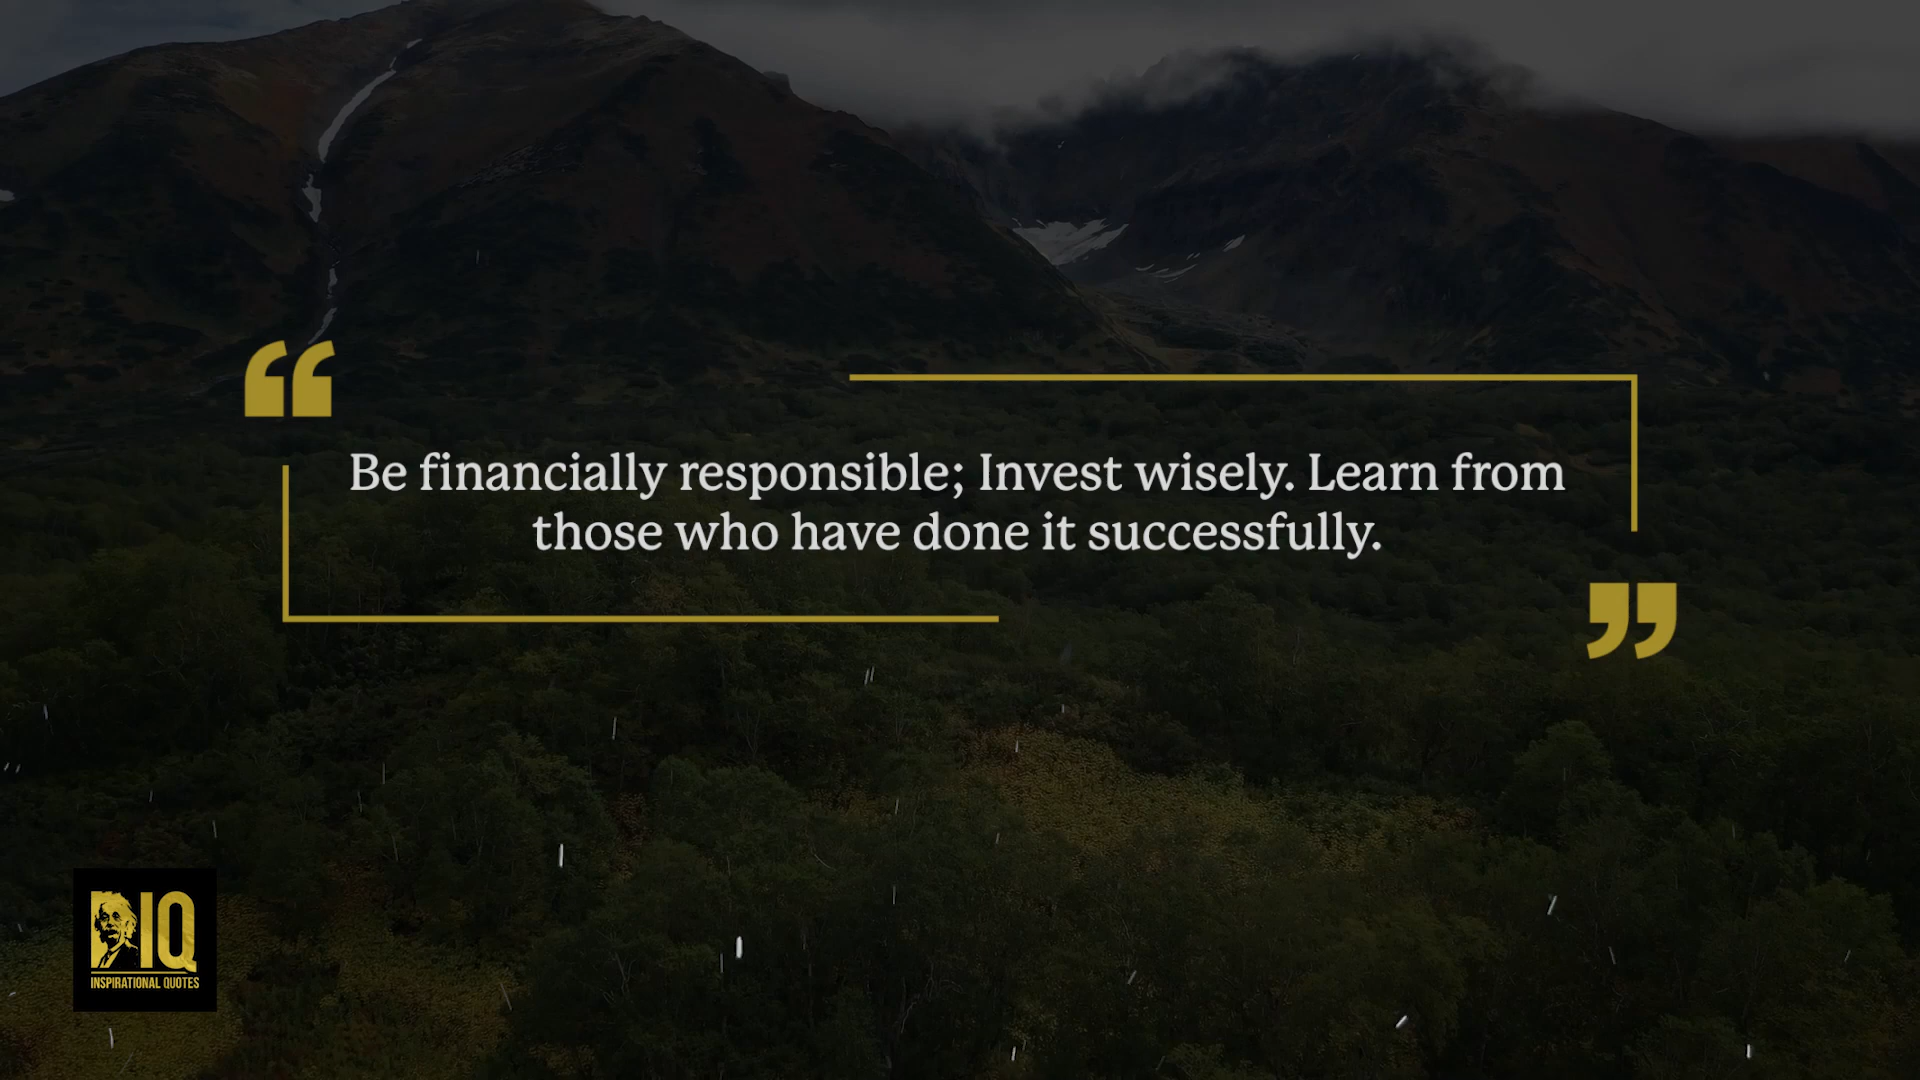 Be financially responsible; Invest wisely. Learn from
those who have done it successfully.
IQ
INSPIRATIONAL QUOTES